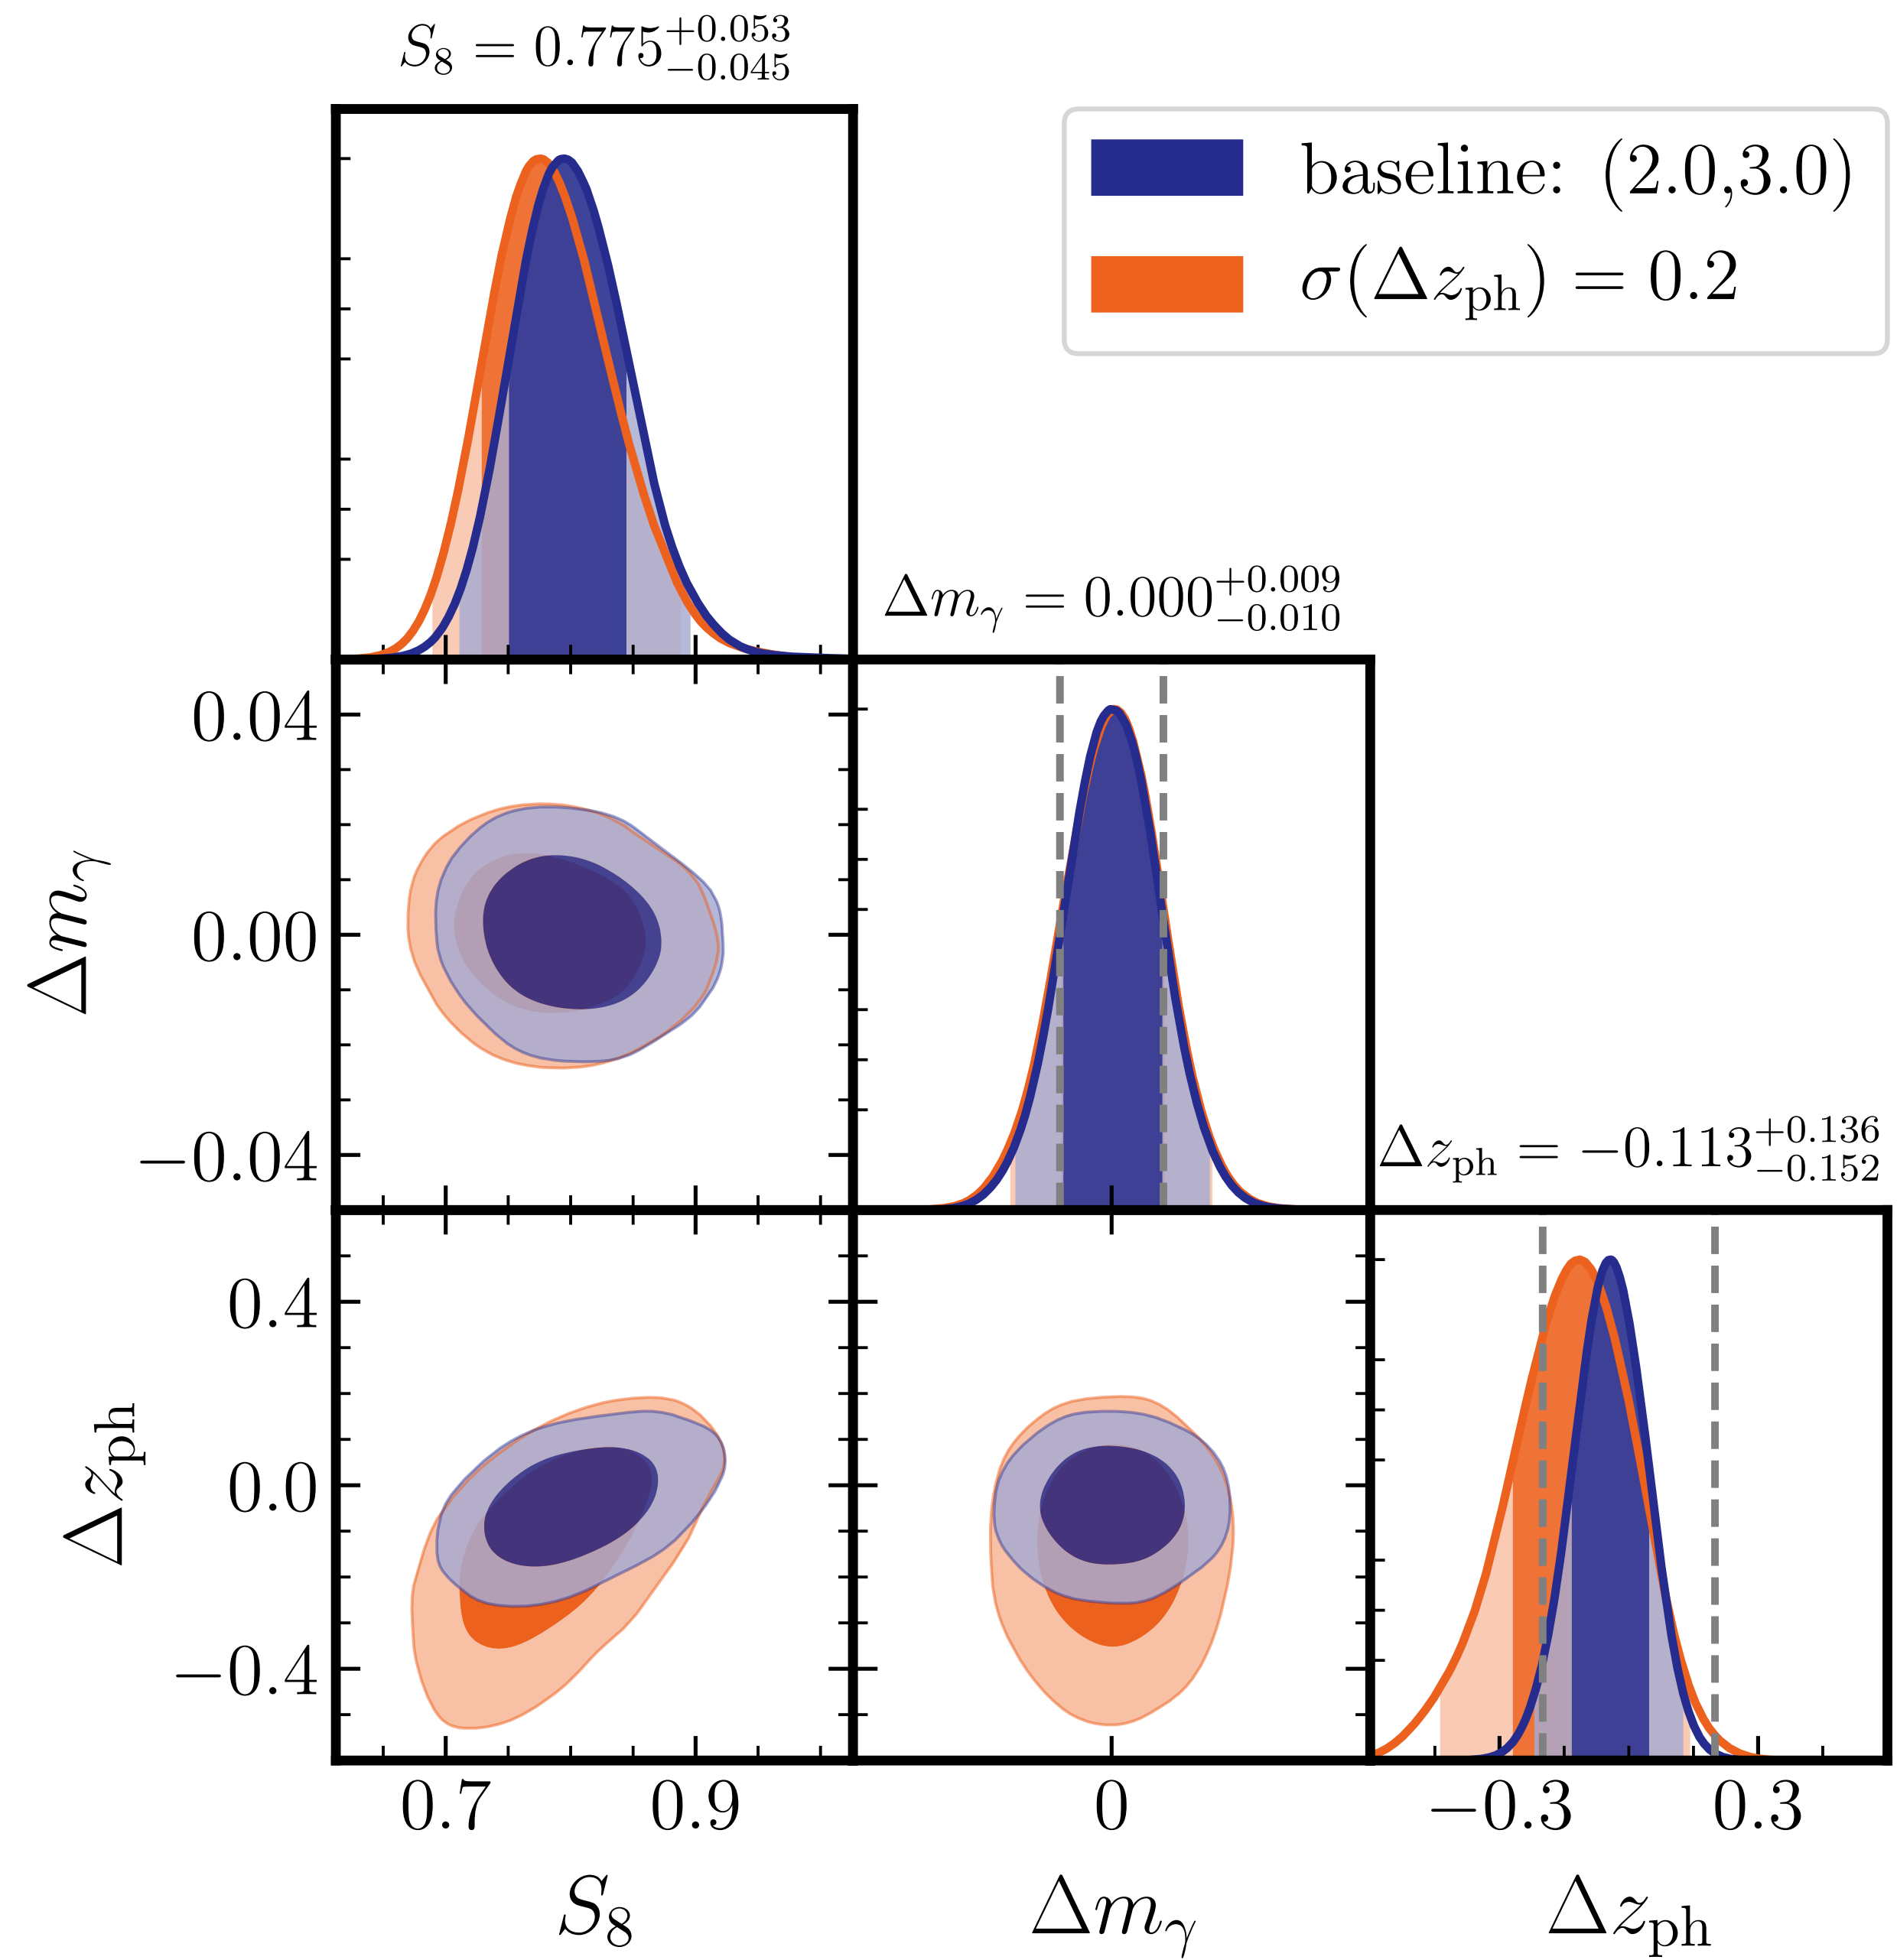 S₈ = 0.775⁺⁰·⁰⁵³₋₀.₀₄₅
baseline: (2.0,3.0)
σ(Δz_ph) = 0.2
Δm_γ = 0.000⁺⁰·⁰⁰⁹₋₀.₀₁₀
0.04
0.00
−0.04
Δm_γ
Δz_ph = −0.113⁺⁰·¹³⁶₋₀.₁₅₂
0.4
0.0
−0.4
Δz_ph
0.7 0.9 0 −0.3 0.3
S₈ Δm_γ Δz_ph